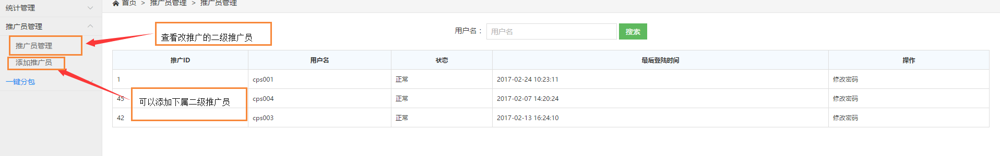 统计管理
首页 > 推广员管理 > 推广员管理
推广员管理
推广员管理
添加推广员
一键分包
查看改推广的二级推广员
可以添加下属二级推广员
用户名： 用户名 搜索
推广ID 用户名 状态 最后登陆时间 操作
1 cps001 正常 2017-02-24 10:23:11 修改密码
45 cps004 正常 2017-02-07 14:20:24 修改密码
42 cps003 正常 2017-02-13 16:24:10 修改密码